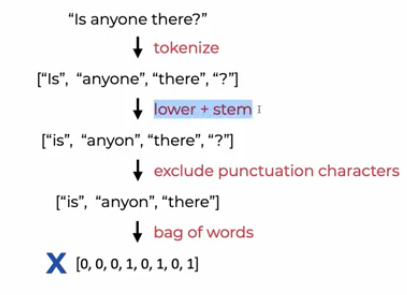 “Is anyone there?”
tokenize
[“Is”, “anyone”, “there”, “?”]
lower + stem
[“is”, “anyon”, “there”, “?”]
exclude punctuation characters
[“is”, “anyon”, “there”]
bag of words
X [0, 0, 0, 1, 0, 1, 0, 1]